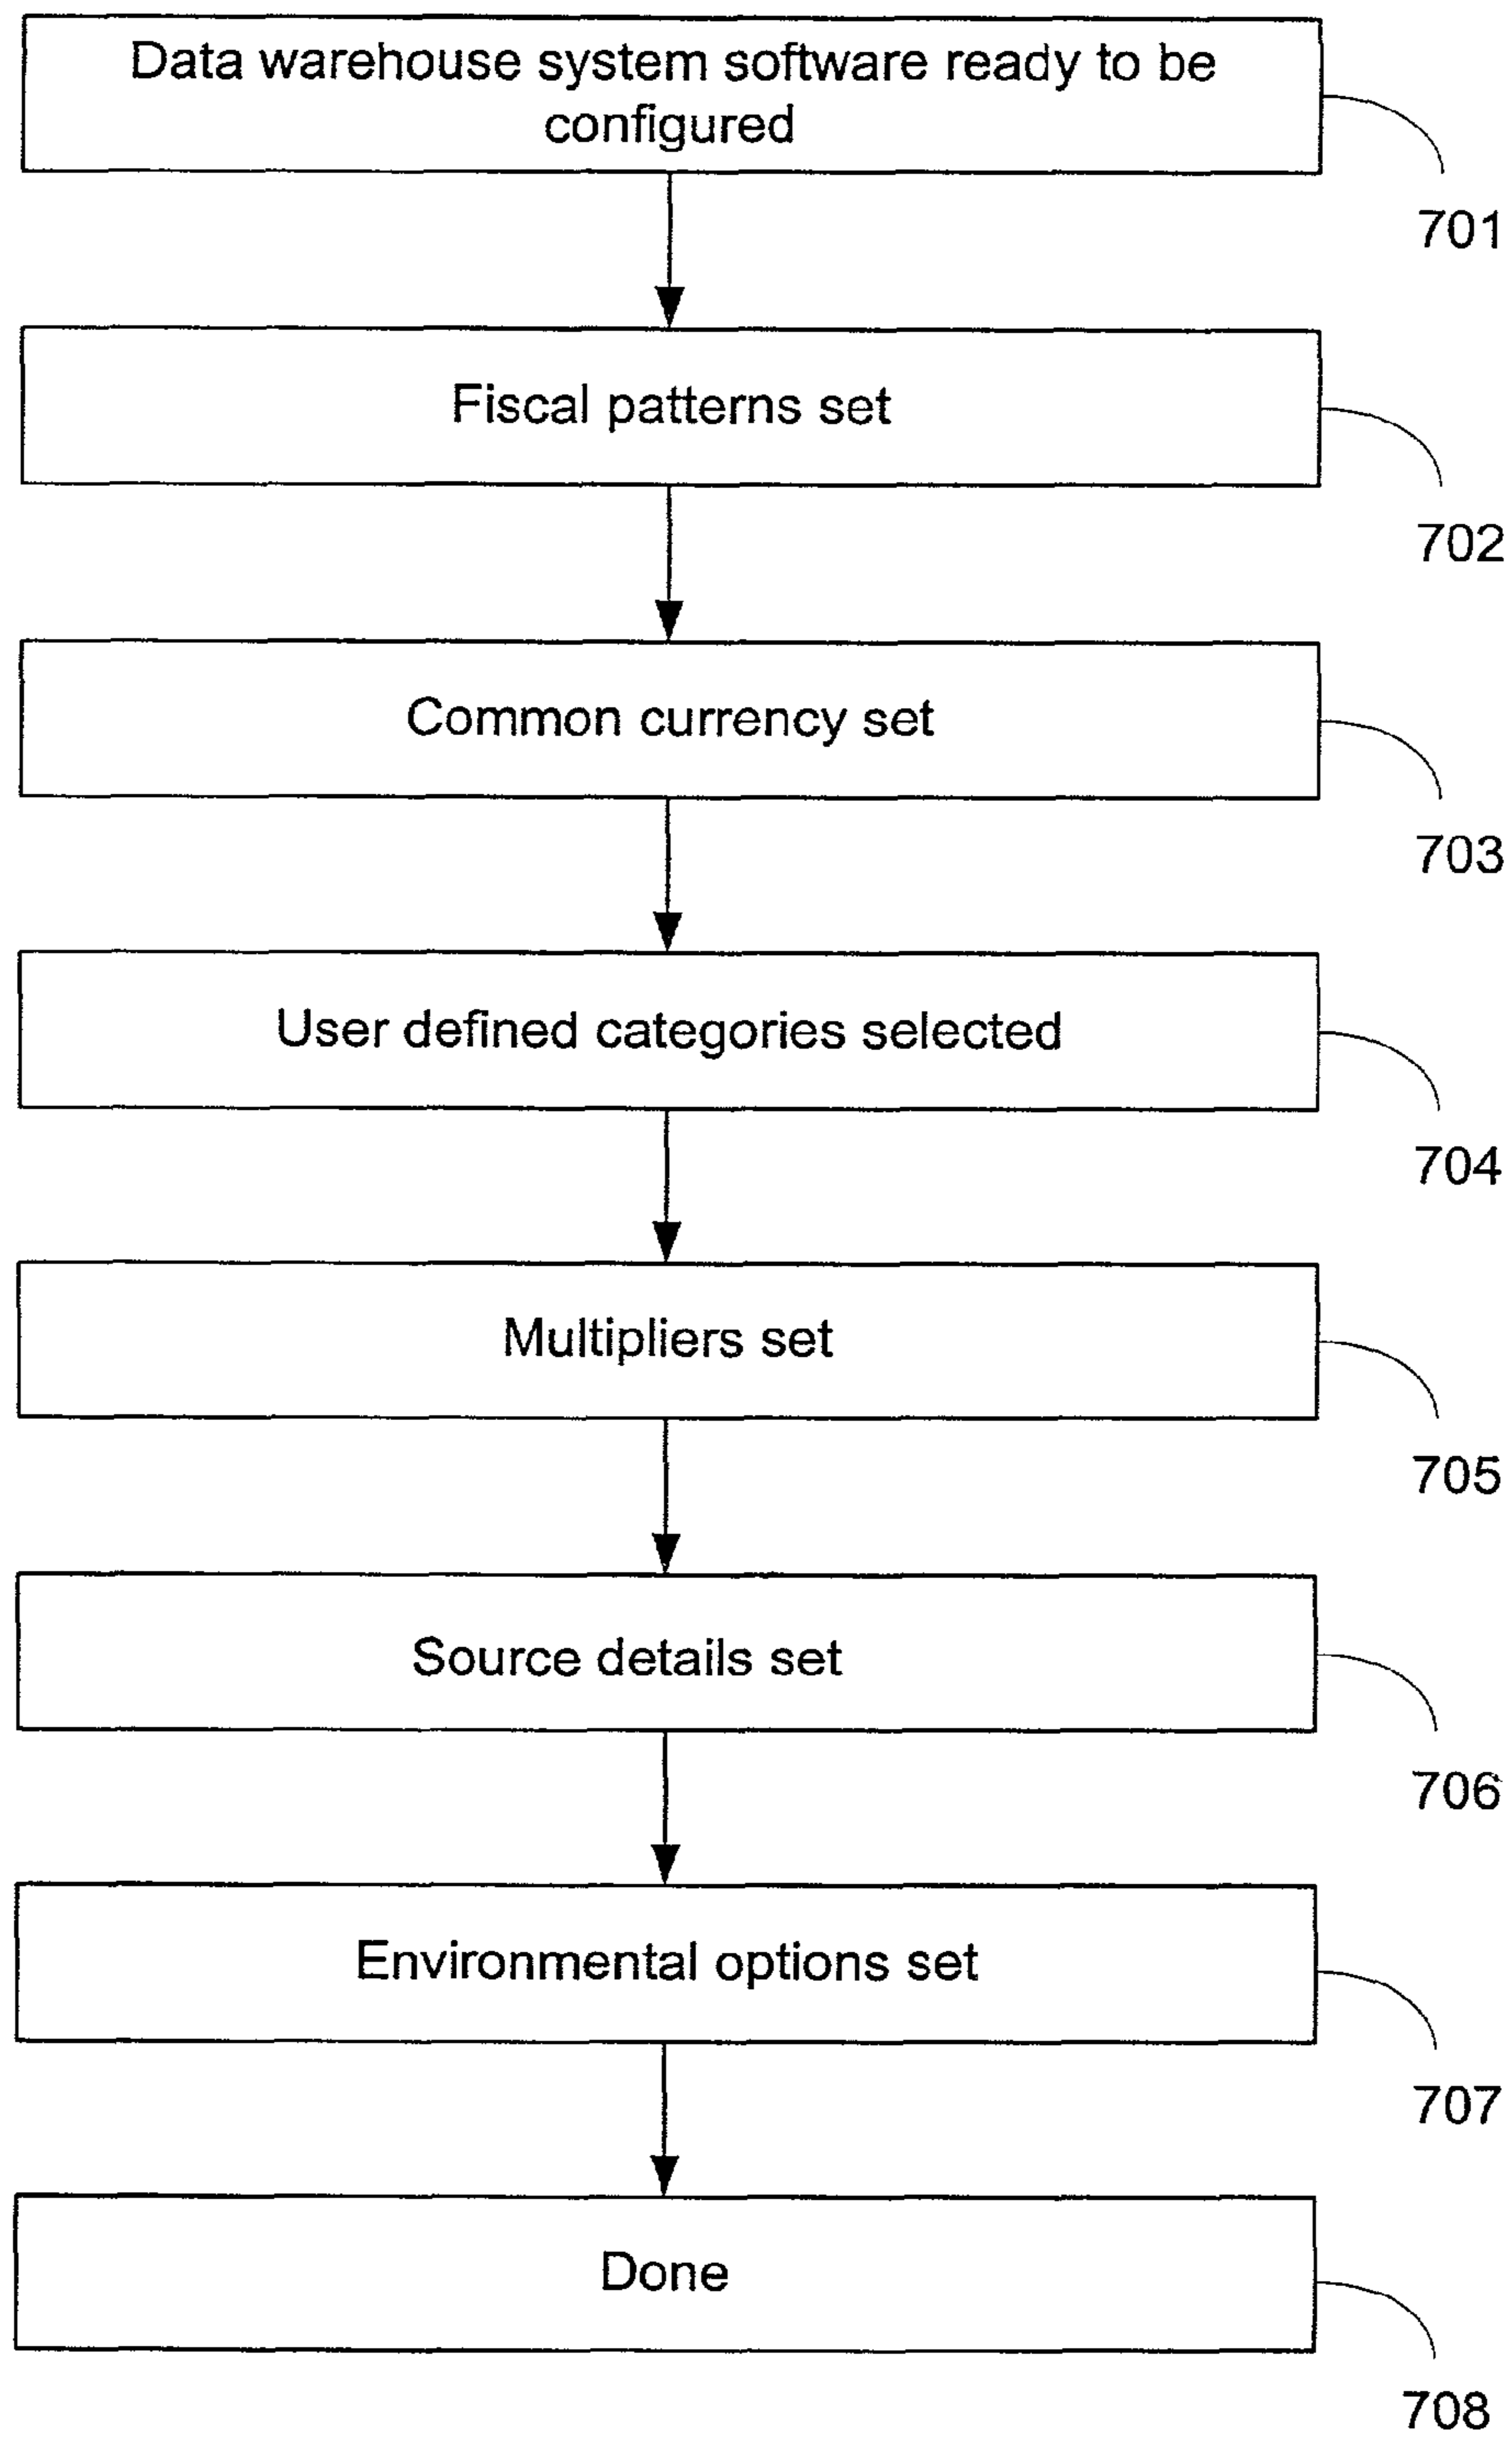 Data warehouse system software ready to be
configured
701
Fiscal patterns set
702
Common currency set
703
User defined categories selected
704
Multipliers set
705
Source details set
706
Environmental options set
707
Done
708